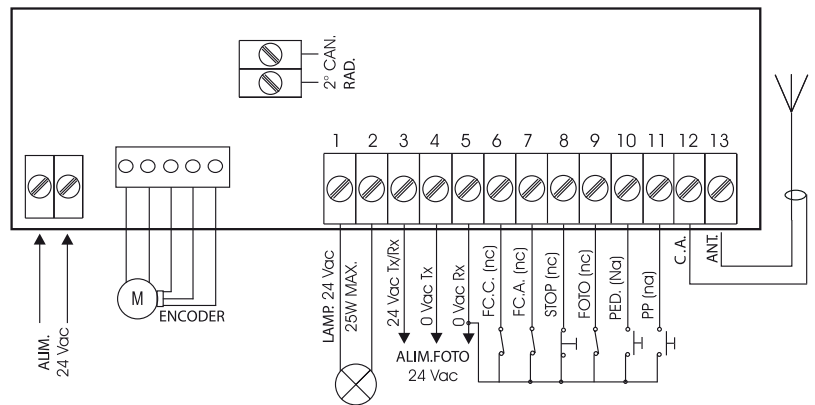 2° CAN.
RAD.
1 2 3 4 5 6 7 8 9 10 11 12 13
ALIM.
24 Vac
M
ENCODER
LAMP. 24 Vac
25W MAX.
24 Vac Tx/Rx
0 Vac Tx
0 Vac Rx
FC.C. (nc)
FC.A. (nc)
STOP (nc)
FOTO (nc)
PED. (Na)
PP (na)
C.A.
ANT.
ALIM.FOTO
24 Vac